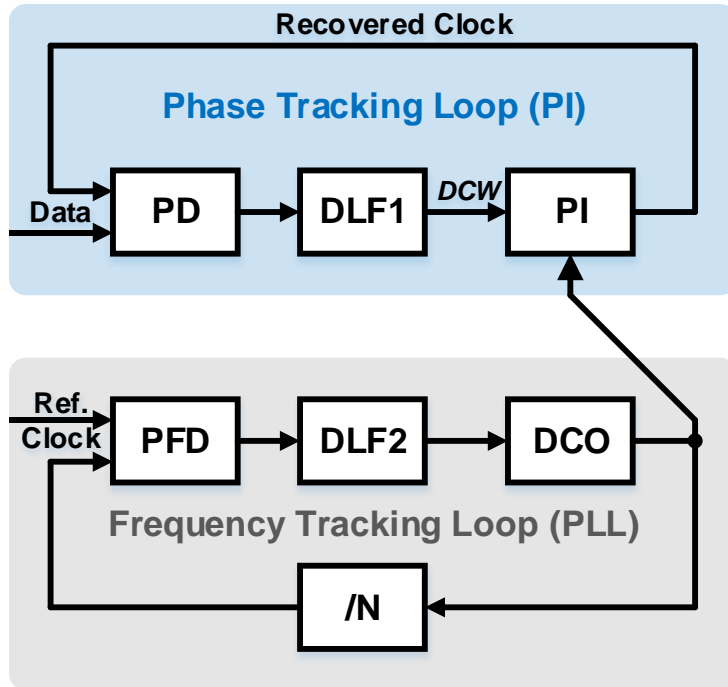 Recovered Clock
Phase Tracking Loop (PI)
Data
PD
DLF1
DCW
PI
Ref.
Clock
PFD
DLF2
DCO
Frequency Tracking Loop (PLL)
/N